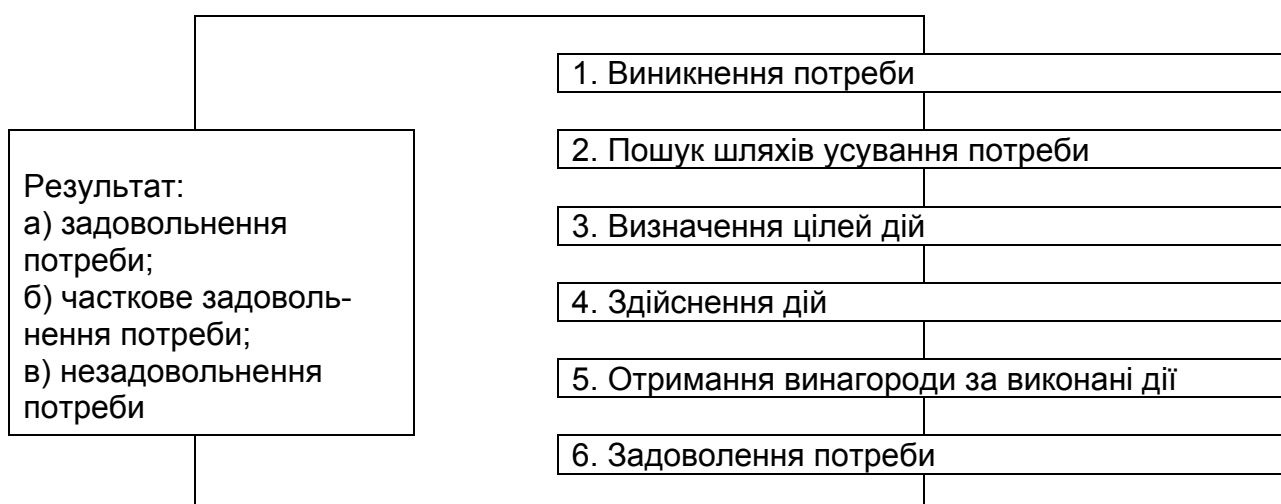 1. Виникнення потреби
2. Пошук шляхів усування потреби
3. Визначення цілей дій
4. Здійснення дій
5. Отримання винагороди за виконані дії
6. Задоволення потреби
Результат:
а) задовольнення
потреби;
б) часткове задоволь-
нення потреби;
в) незадовольнення
потреби